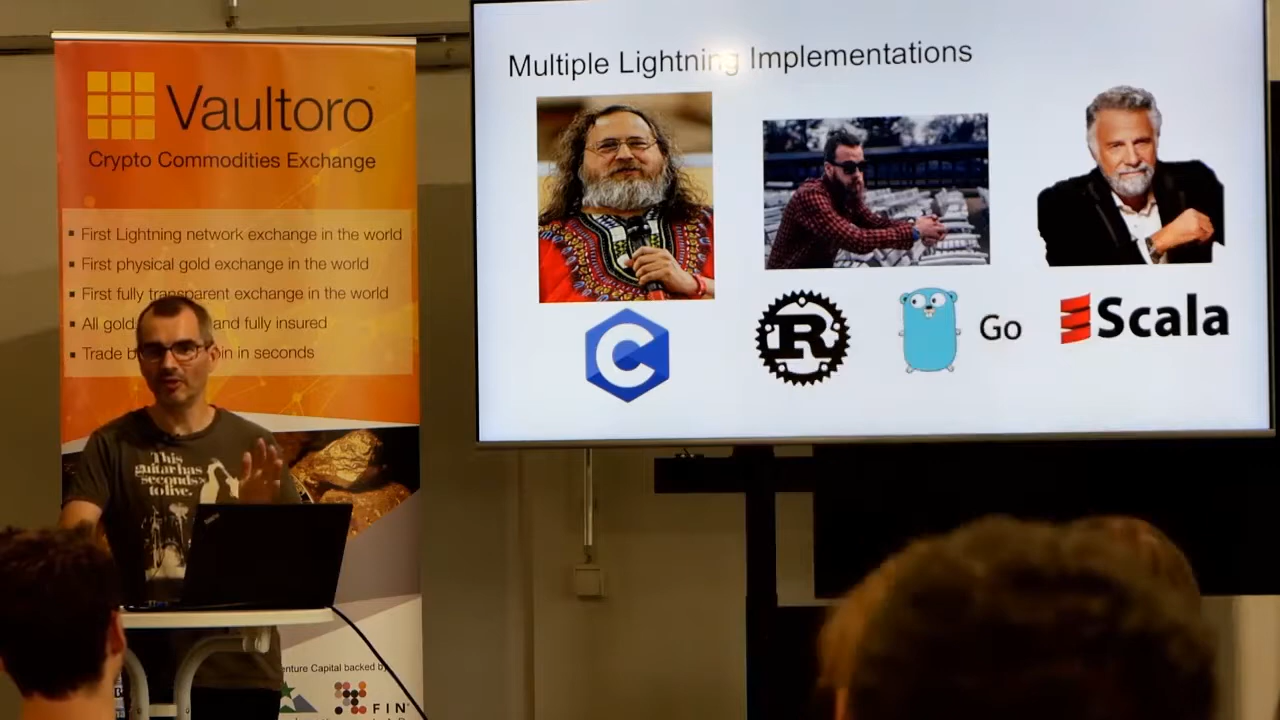 Vaultoro
Crypto Commodities Exchange
First Lightning network exchange in the world
First physical gold exchange in the world
First fully transparent exchange in the world
All gold and fully insured
Trade b in in seconds
This
guitar has
seconds
to live.
enture Capital backed by
FIN
Multiple Lightning Implementations
C
R
Go
Scala